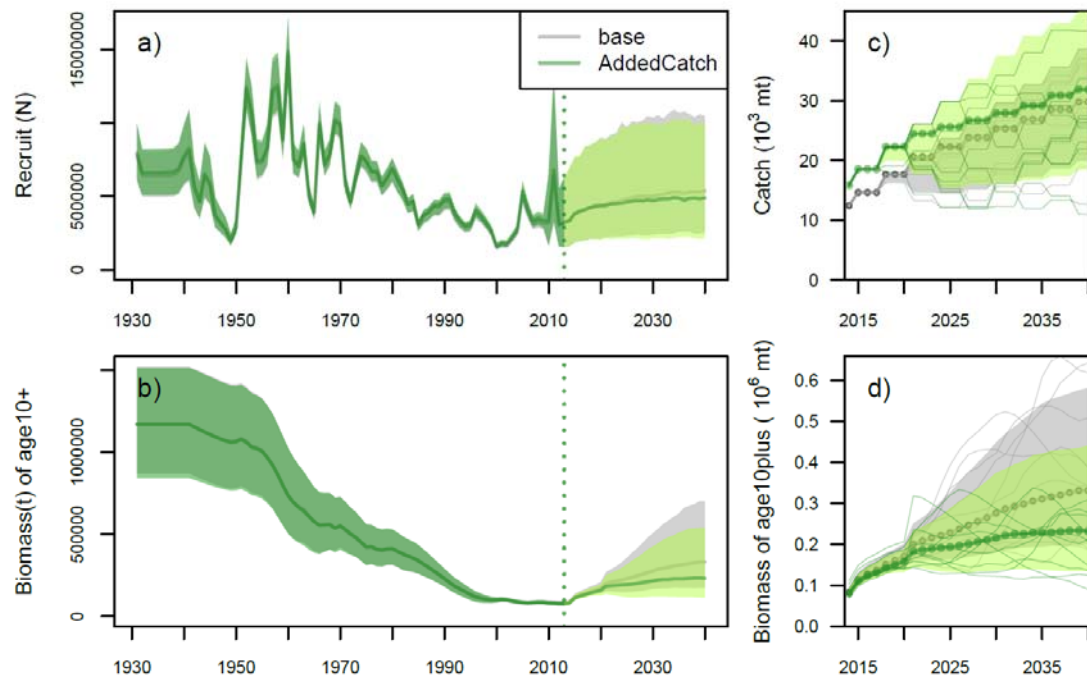 a)
base
AddedCatch
Recruit (N)
0 5000000 15000000
1930 1950 1970 1990 2010 2030
c)
Catch (10³ mt)
0 10 20 30 40
2015 2025 2035
b)
Biomass(t) of age10+
0 500000 1000000
1930 1950 1970 1990 2010 2030
d)
Biomass of age10plus ( 10⁶ mt)
0.0 0.1 0.2 0.3 0.4 0.5 0.6
2015 2025 2035